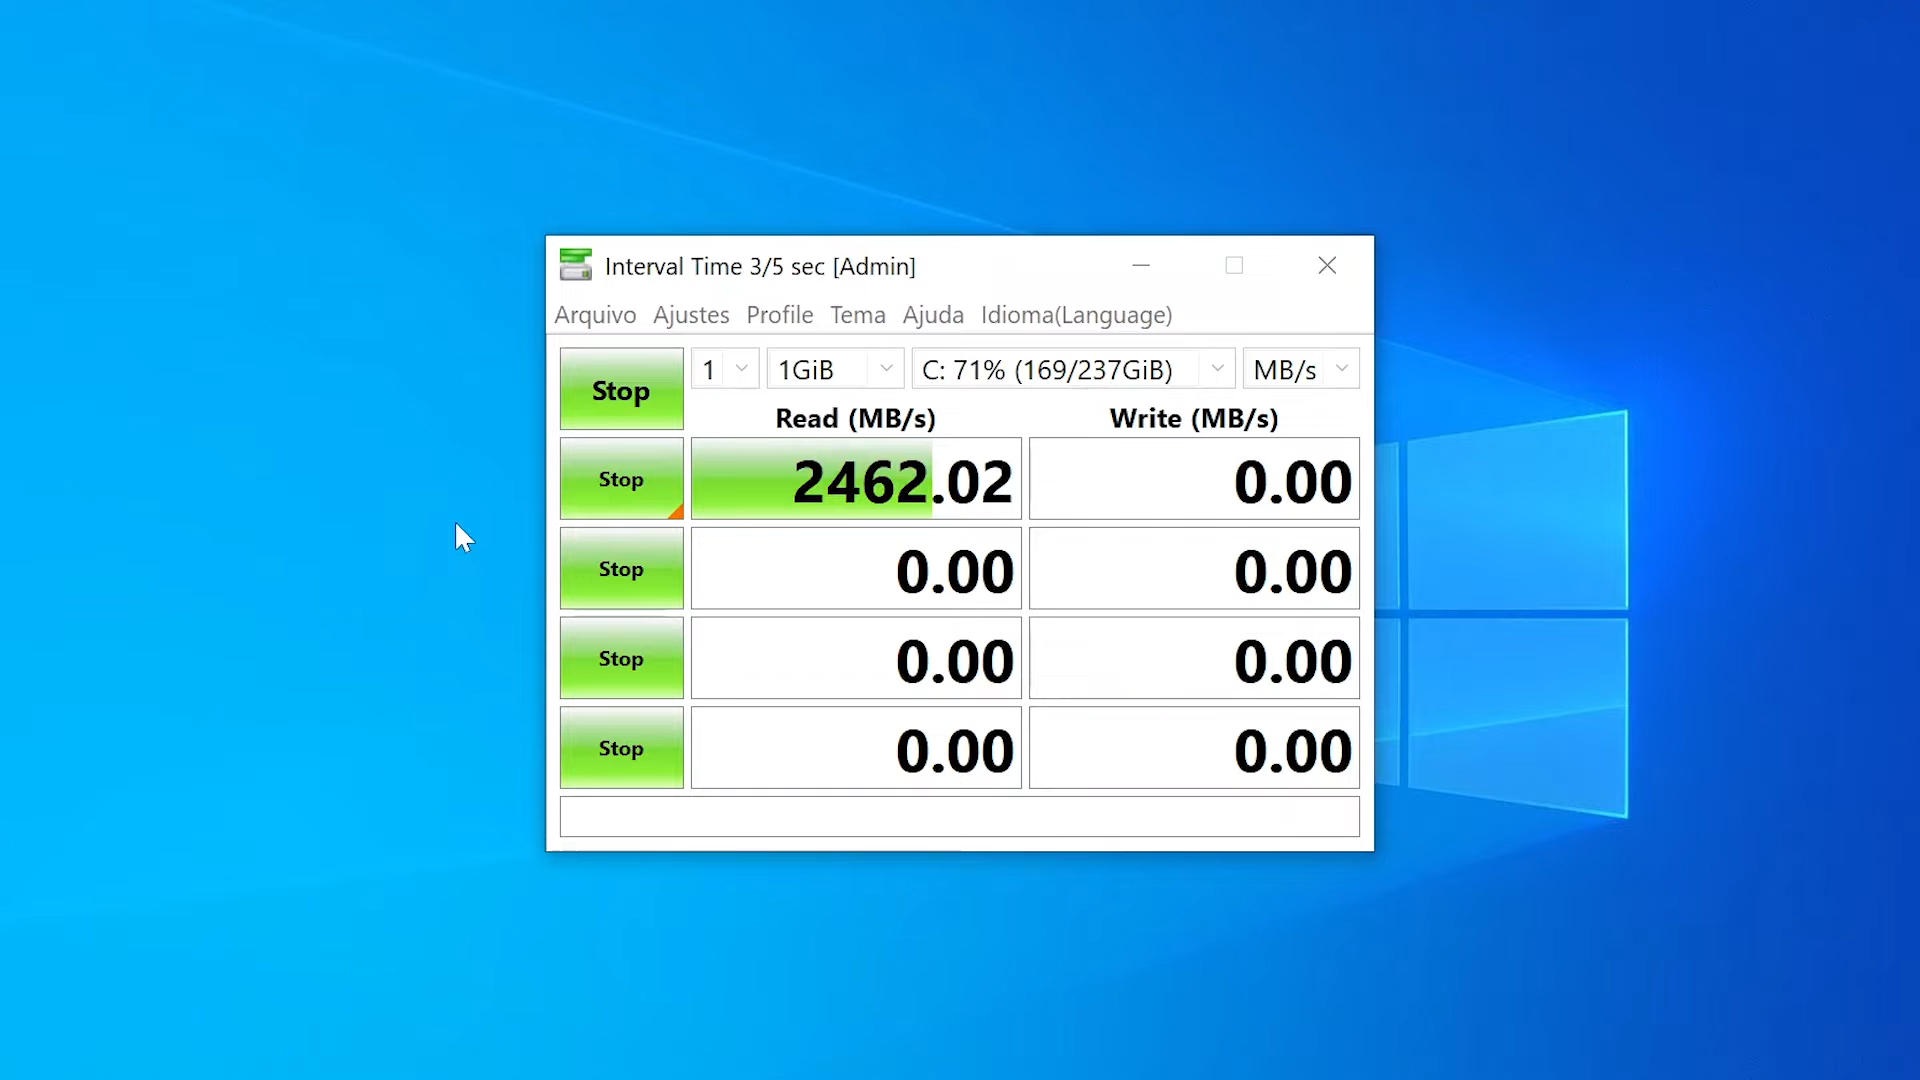 Interval Time 3/5 sec [Admin]
Arquivo Ajustes Profile Tema Ajuda Idioma(Language)
Stop 1 1GiB C: 71% (169/237GiB) MB/s
Read (MB/s) Write (MB/s)
Stop 2462.02 0.00
Stop 0.00 0.00
Stop 0.00 0.00
Stop 0.00 0.00